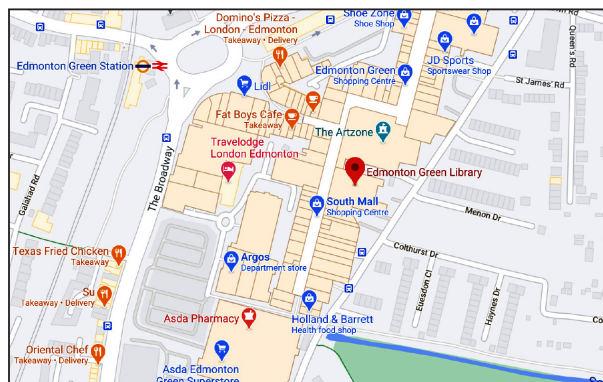 Domino's Pizza -
London - Edmonton
Takeaway • Delivery
Shoe Zone
Shoe Shop
JD Sports
Sportswear Shop
Queen's Rd
Edmonton Green Station
Edmonton Green
Shopping Centre
St James' Rd
Lidl
Fat Boys Cafe
Takeaway
The Artzone
Travelodge
London Edmonton
Edmonton Green Library
Galahad Rd
The Broadway
South Mall
Shopping Centre
Menon Dr
Texas Fried Chicken
Takeaway
Argos
Department store
Colthurst Dr
Su
Takeaway • Delivery
Euesdon Cl
Haynes Dr
Asda Pharmacy
Holland & Barrett
Health food shop
Oriental Chef
Takeaway • Delivery
Asda Edmonton
Green Superstore